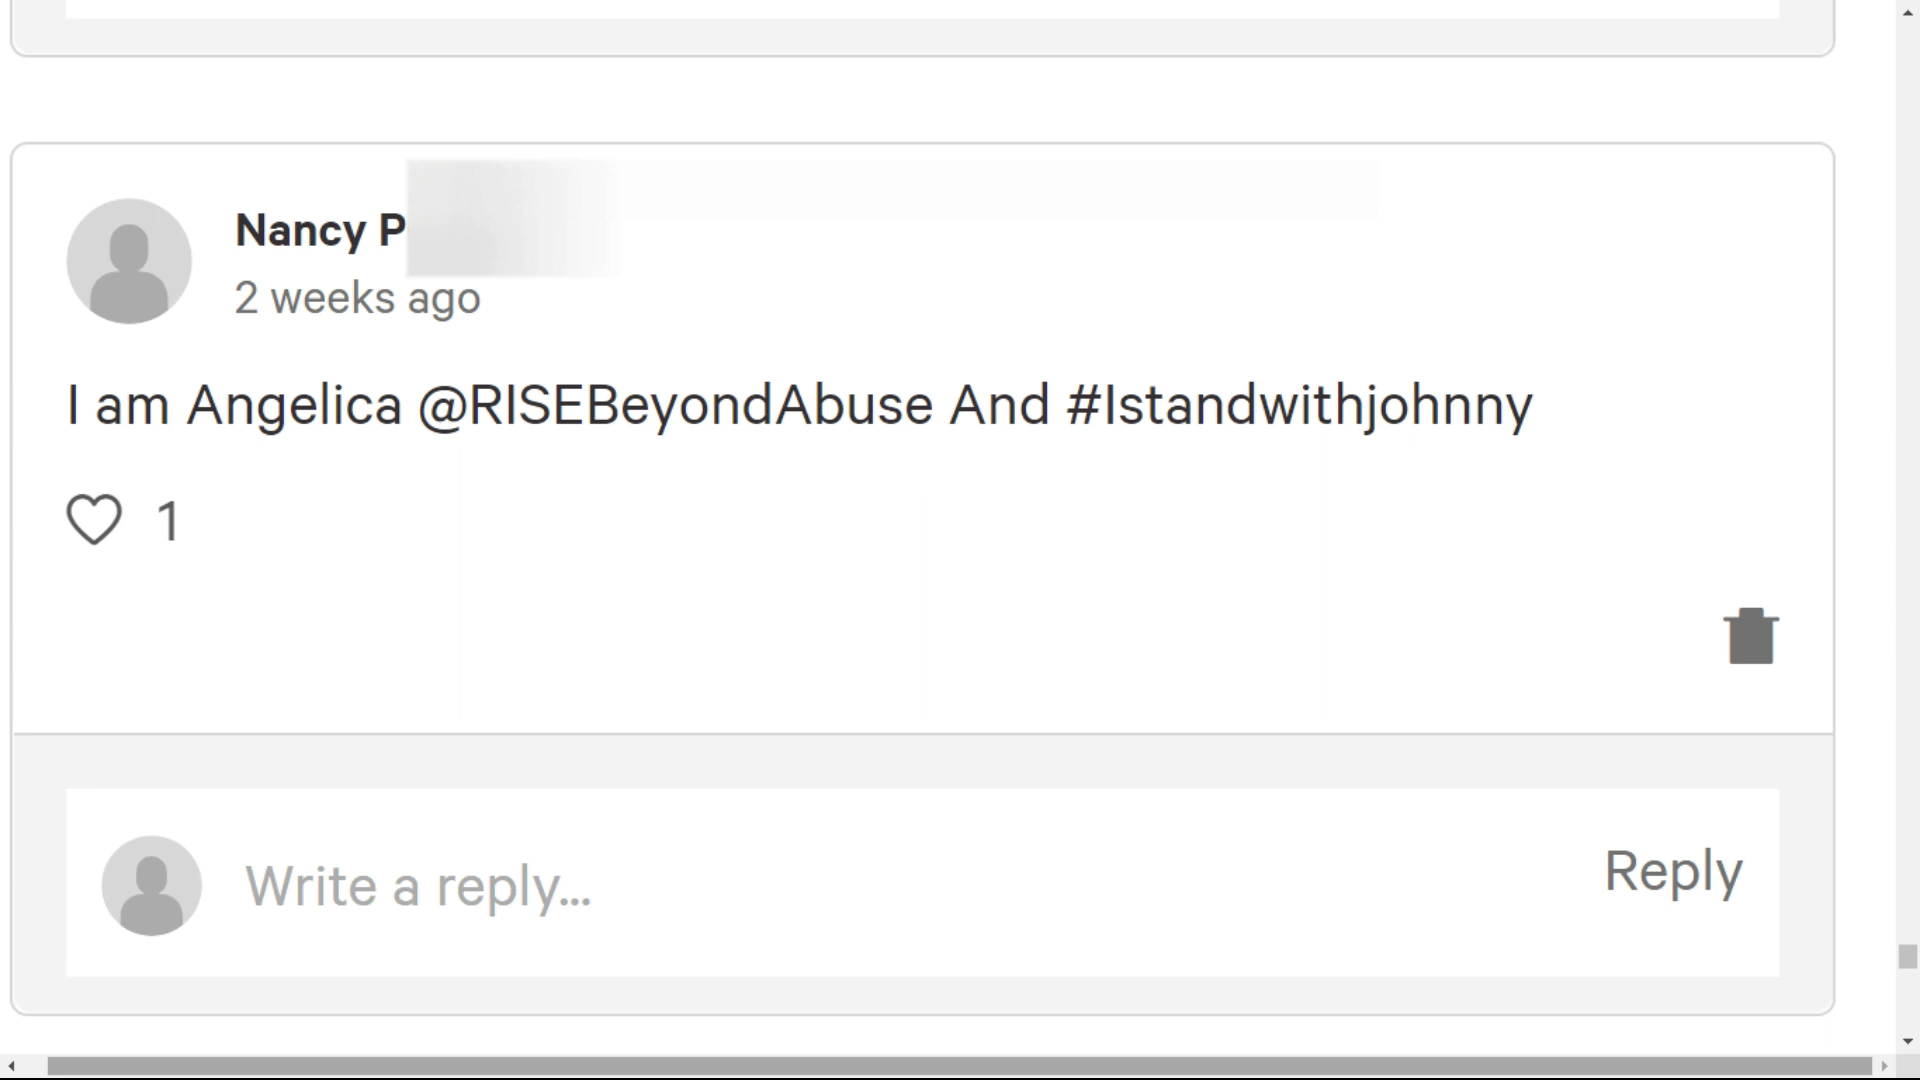 Nancy P
2 weeks ago
I am Angelica @RISEBeyondAbuse And #Istandwithjohnny
1
Write a reply...
Reply